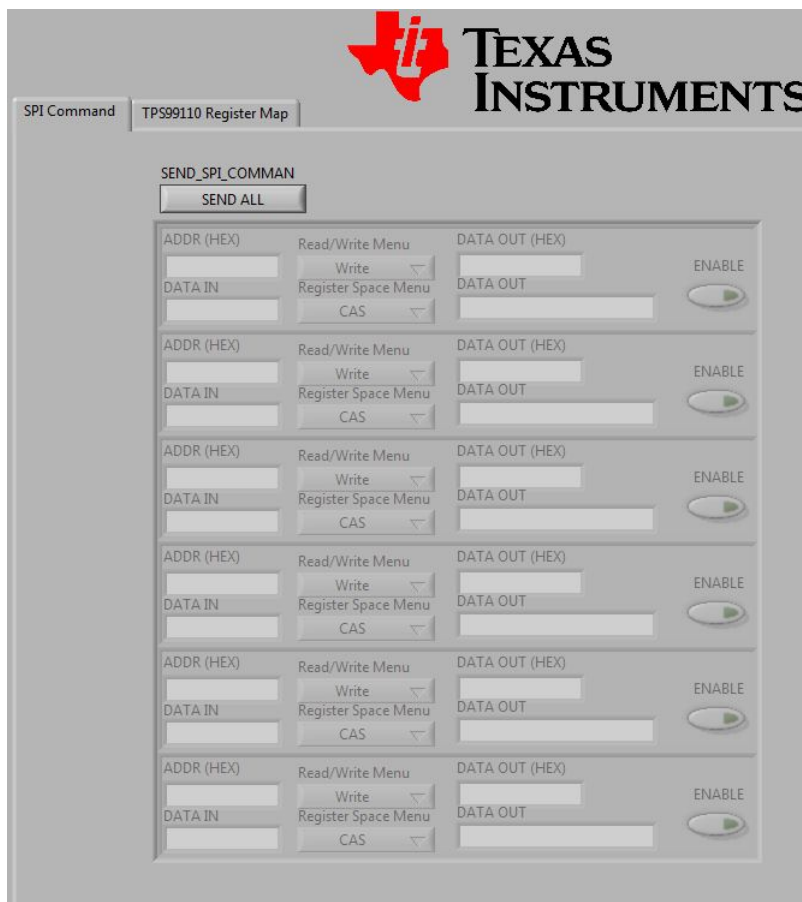 TEXAS
INSTRUMENTS
SPI Command
TPS99110 Register Map
SEND_SPI_COMMAN
SEND ALL
ADDR (HEX)
Read/Write Menu
DATA OUT (HEX)
Write
ENABLE
DATA IN
Register Space Menu
DATA OUT
CAS
ADDR (HEX)
Read/Write Menu
DATA OUT (HEX)
Write
ENABLE
DATA IN
Register Space Menu
DATA OUT
CAS
ADDR (HEX)
Read/Write Menu
DATA OUT (HEX)
Write
ENABLE
DATA IN
Register Space Menu
DATA OUT
CAS
ADDR (HEX)
Read/Write Menu
DATA OUT (HEX)
Write
ENABLE
DATA IN
Register Space Menu
DATA OUT
CAS
ADDR (HEX)
Read/Write Menu
DATA OUT (HEX)
Write
ENABLE
DATA IN
Register Space Menu
DATA OUT
CAS
ADDR (HEX)
Read/Write Menu
DATA OUT (HEX)
Write
ENABLE
DATA IN
Register Space Menu
DATA OUT
CAS